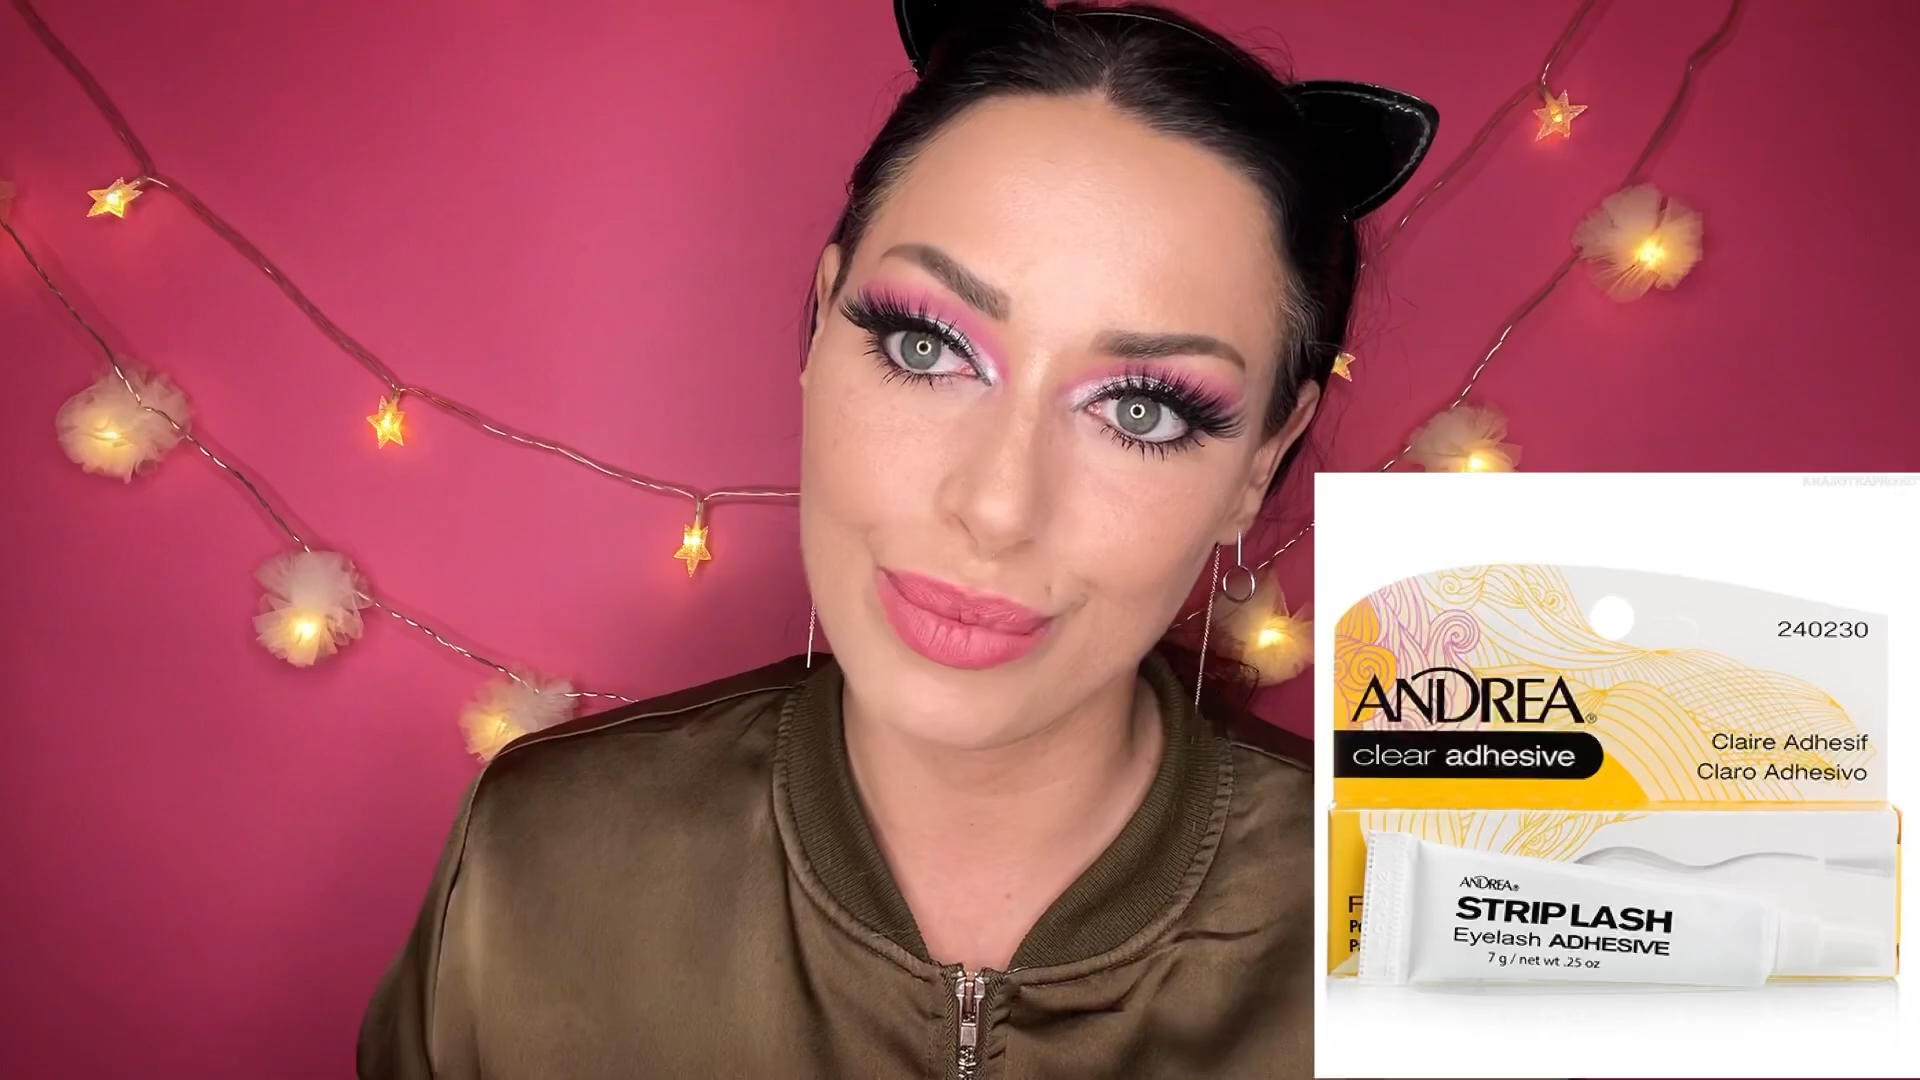 240230
ANDREA®
clear adhesive
Claire Adhesif
Claro Adhesivo
ANDREA®
STRIPLASH
Eyelash ADHESIVE
7 g / net wt .25 oz